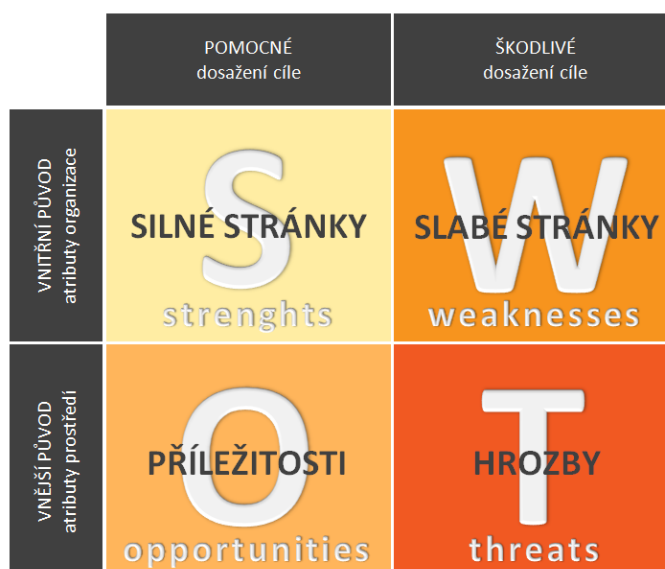 POMOCNÉ
dosažení cíle
ŠKODLIVÉ
dosažení cíle
VNITŘNÍ PŮVOD
atributy organizace
S
SILNÉ STRÁNKY
strenghts
W
SLABÉ STRÁNKY
weaknesses
VNĚJŠÍ PŮVOD
atributy prostředí
O
PŘÍLEŽITOSTI
opportunities
T
HROZBY
threats